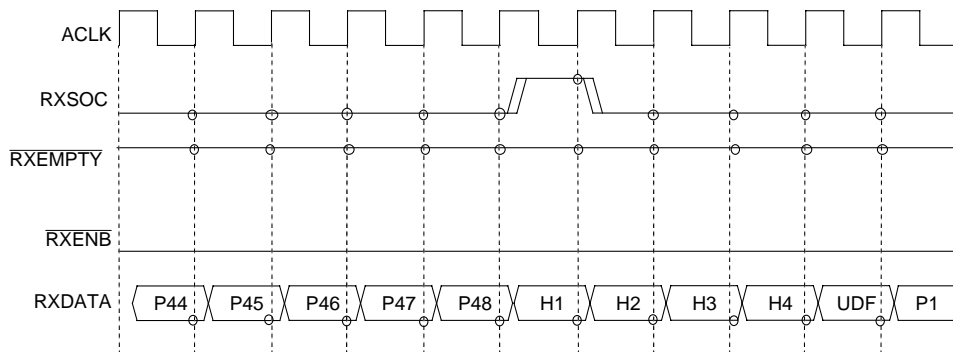 ACLK
RXSOC
RXEMPTY
RXENB
RXDATA P44 P45 P46 P47 P48 H1 H2 H3 H4 UDF P1